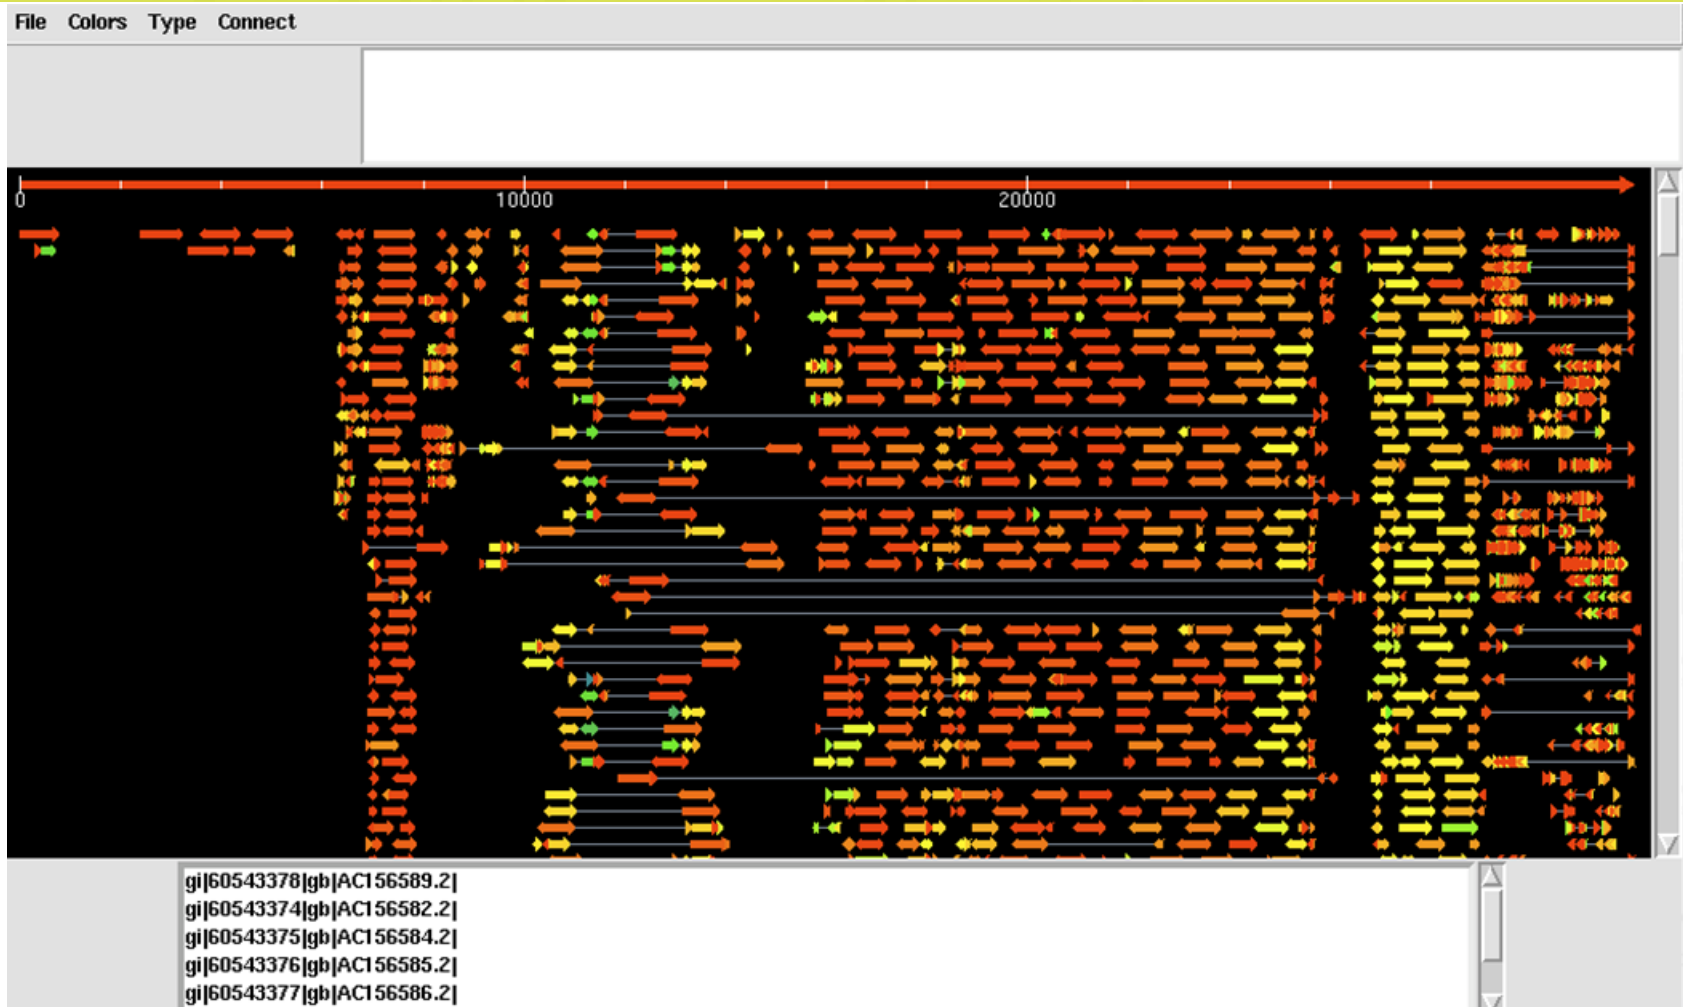 File Colors Type Connect
0 10000 20000
gi|60543378|gb|AC156589.2|
gi|60543374|gb|AC156582.2|
gi|60543375|gb|AC156584.2|
gi|60543376|gb|AC156585.2|
gi|60543377|gb|AC156586.2|